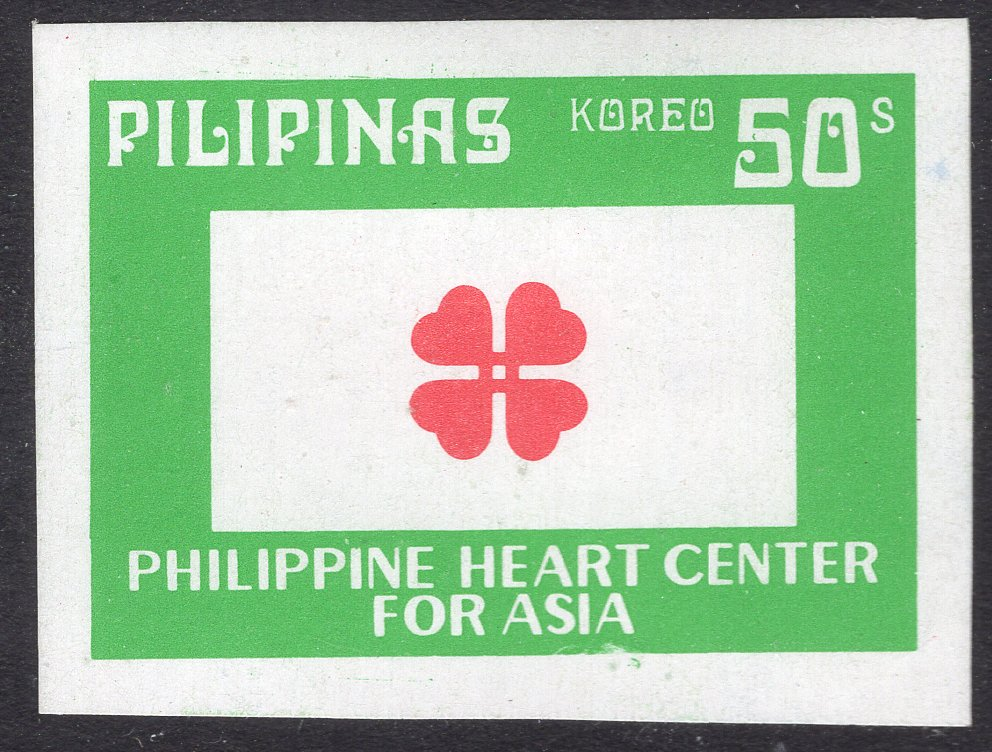 PILIPINAS KOREO 50s
PHILIPPINE HEART CENTER
FOR ASIA